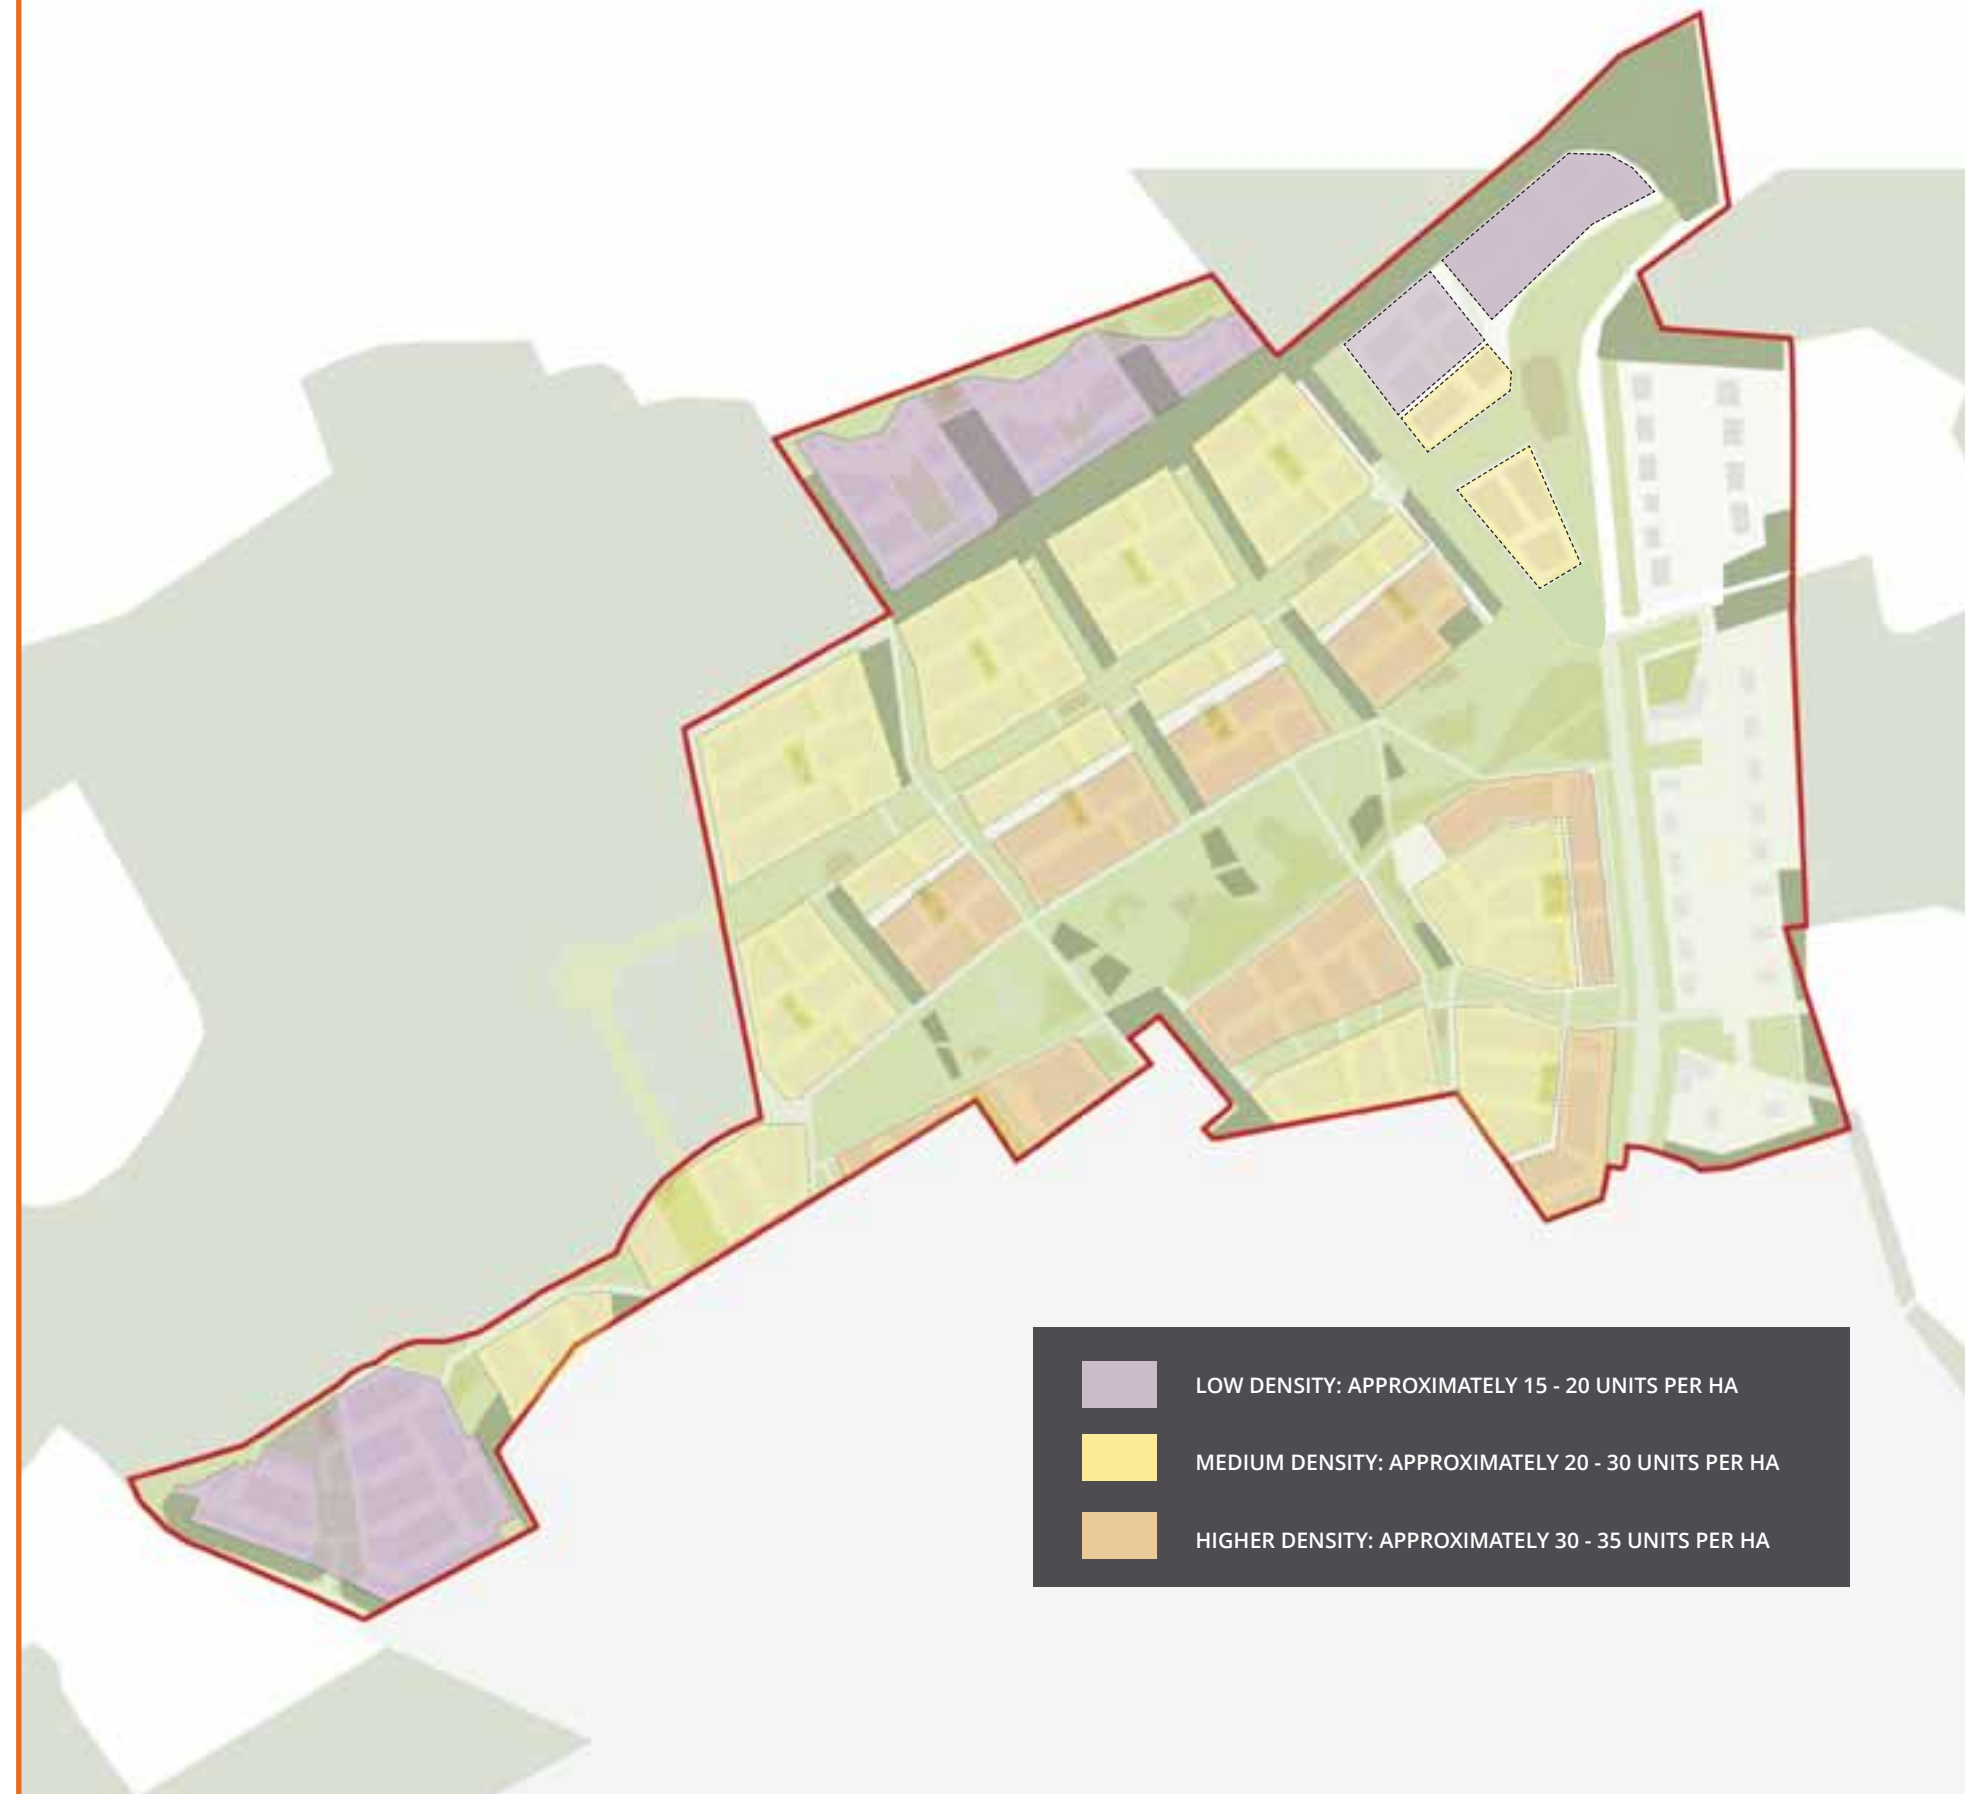 LOW DENSITY: APPROXIMATELY 15 - 20 UNITS PER HA
MEDIUM DENSITY: APPROXIMATELY 20 - 30 UNITS PER HA
HIGHER DENSITY: APPROXIMATELY 30 - 35 UNITS PER HA